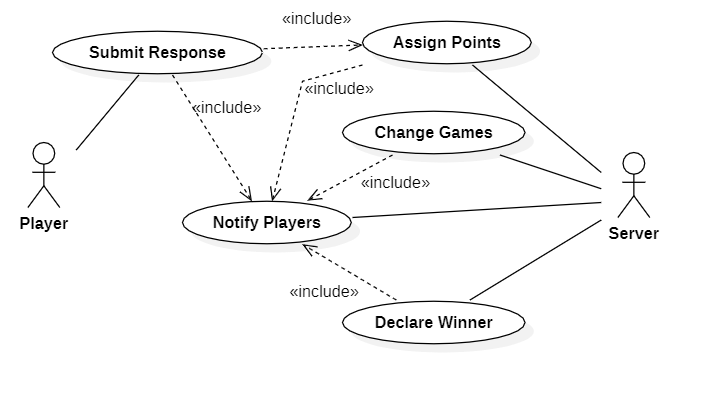 «include»
Submit Response
Assign Points
«include»
«include»
Change Games
«include»
Player
Notify Players
Server
«include»
Declare Winner